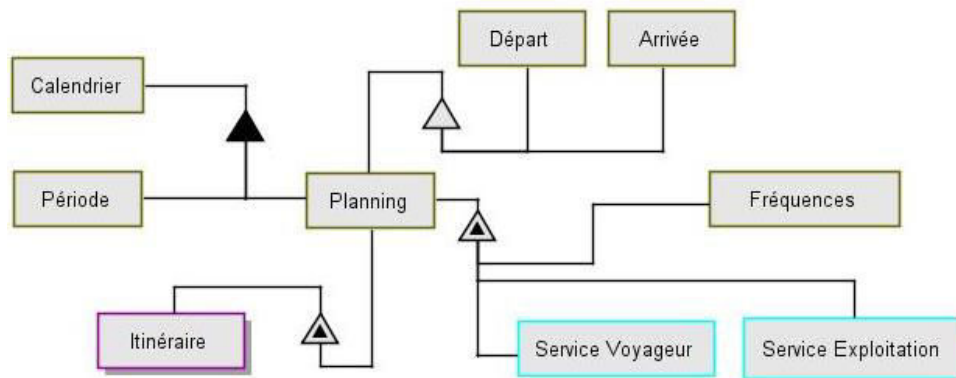 Départ
Arrivée
Calendrier
Période
Planning
Fréquences
Itinéraire
Service Voyageur
Service Exploitation